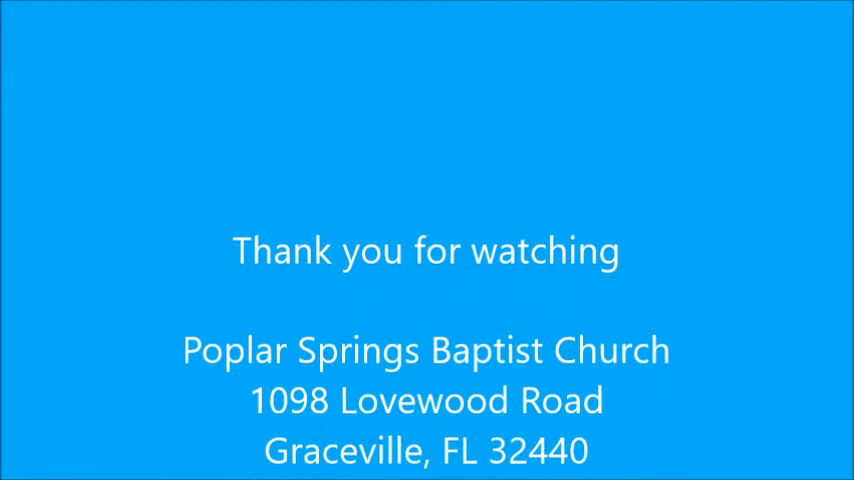 Thank you for watching
Poplar Springs Baptist Church
1098 Lovewood Road
Graceville, FL 32440